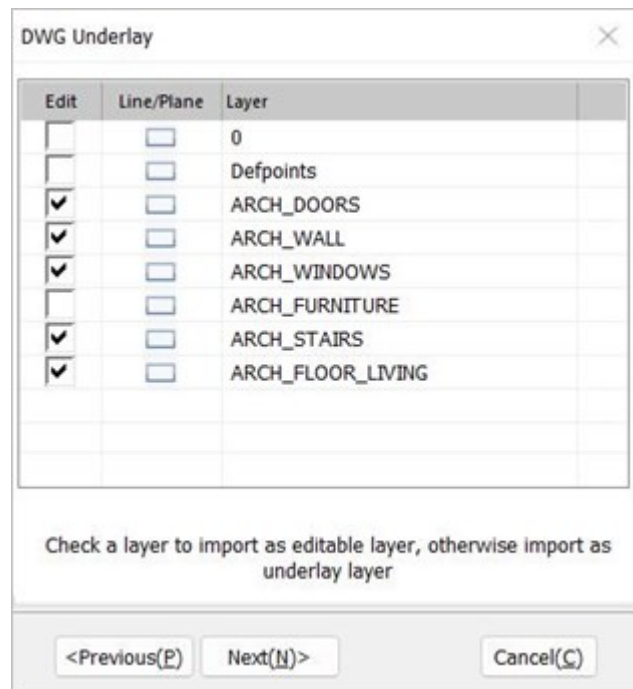 DWG Underlay
Edit Line/Plane Layer
0
Defpoints
ARCH_DOORS
ARCH_WALL
ARCH_WINDOWS
ARCH_FURNITURE
ARCH_STAIRS
ARCH_FLOOR_LIVING
Check a layer to import as editable layer, otherwise import as
underlay layer
<Previous(P) Next(N)> Cancel(C)